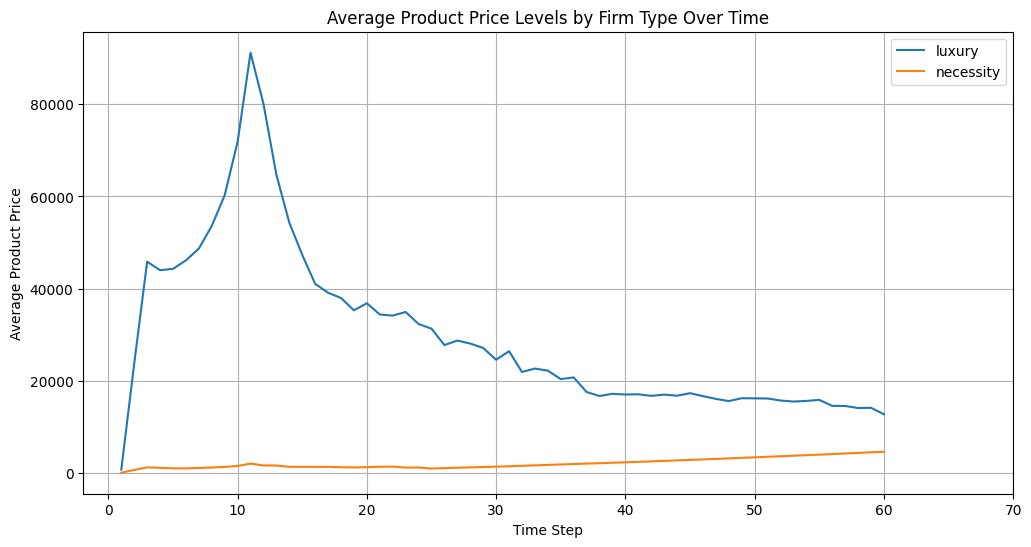 Average Product Price Levels by Firm Type Over Time
luxury
necessity
Average Product Price
80000
60000
40000
20000
0
0 10 20 30 40 50 60 70
Time Step